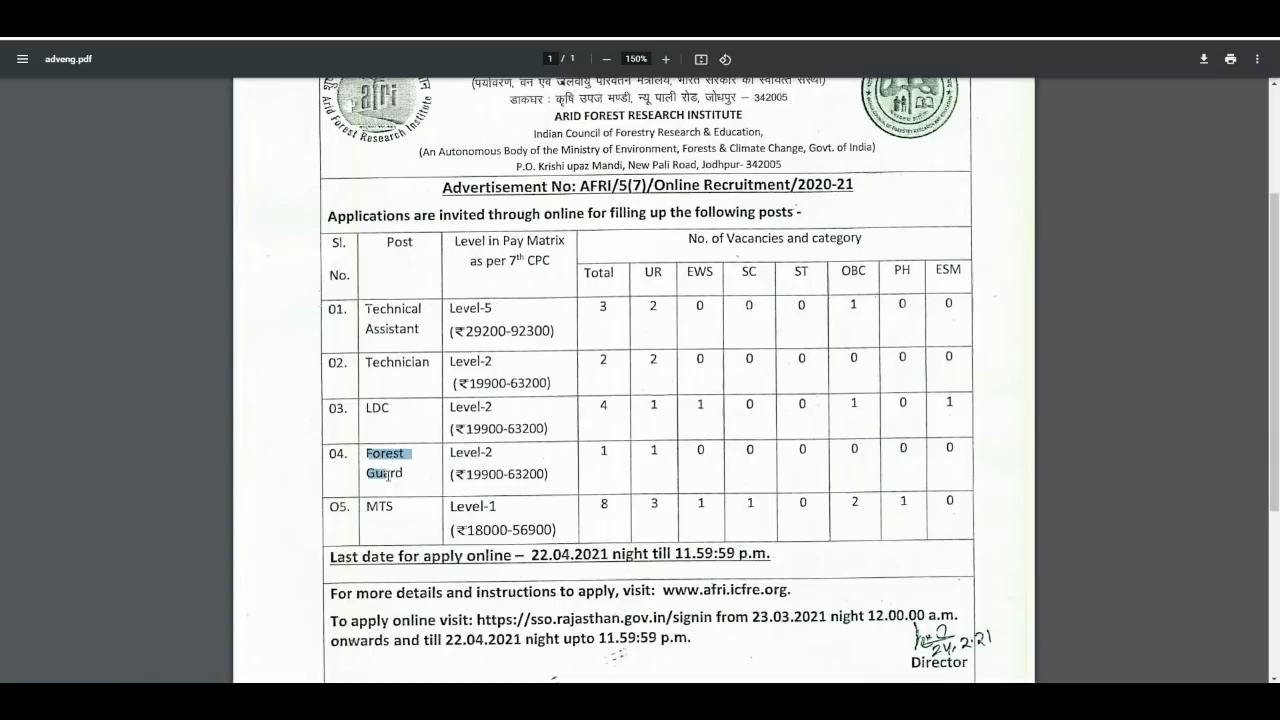 adveng.pdf
1 / 1
150%
(पर्यावरण, वन एवं जलवायु परिवर्तन मंत्रालय, भारत सरकार की स्वायत्त संस्था)
डाकघर : कृषि उपज मण्डी, न्यू पाली रोड, जोधपुर – 342005
afri
Arid Forest Research Institute
ARID FOREST RESEARCH INSTITUTE
Indian Council of Forestry Research & Education,
(An Autonomous Body of the Ministry of Environment, Forests & Climate Change, Govt. of India)
P.O. Krishi upaz Mandi, New Pali Road, Jodhpur- 342005
Advertisement No: AFRI/5(7)/Online Recruitment/2020-21
Applications are invited through online for filling up the following posts -
Sl. No. Post Level in Pay Matrix as per 7th CPC No. of Vacancies and category
Total UR EWS SC ST OBC PH ESM
01. Technical Assistant Level-5 (₹29200-92300) 3 2 0 0 0 1 0 0
02. Technician Level-2 (₹19900-63200) 2 2 0 0 0 0 0 0
03. LDC Level-2 (₹19900-63200) 4 1 1 0 0 1 0 1
04. Forest Guard Level-2 (₹19900-63200) 1 1 0 0 0 0 0 0
05. MTS Level-1 (₹18000-56900) 8 3 1 1 0 2 1 0
Last date for apply online – 22.04.2021 night till 11.59:59 p.m.
For more details and instructions to apply, visit: www.afri.icfre.org.
To apply online visit: https://sso.rajasthan.gov.in/signin from 23.03.2021 night 12.00.00 a.m.
onwards and till 22.04.2021 night upto 11.59:59 p.m.
24.2.21
Director